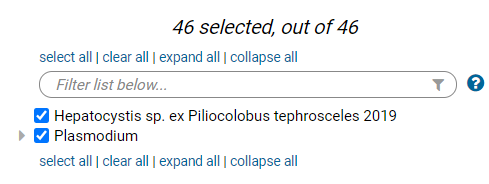 46 selected, out of 46
select all | clear all | expand all | collapse all
Filter list below...
Hepatocystis sp. ex Piliocolobus tephrosceles 2019
Plasmodium
select all | clear all | expand all | collapse all